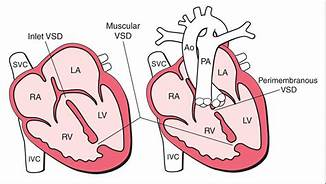 Muscular
VSD
Inlet VSD
SVC
LA
RA
LV
RV
IVC
Ao
PA
SVC
LA
RA
LV
RV
IVC
Perimembranous
VSD